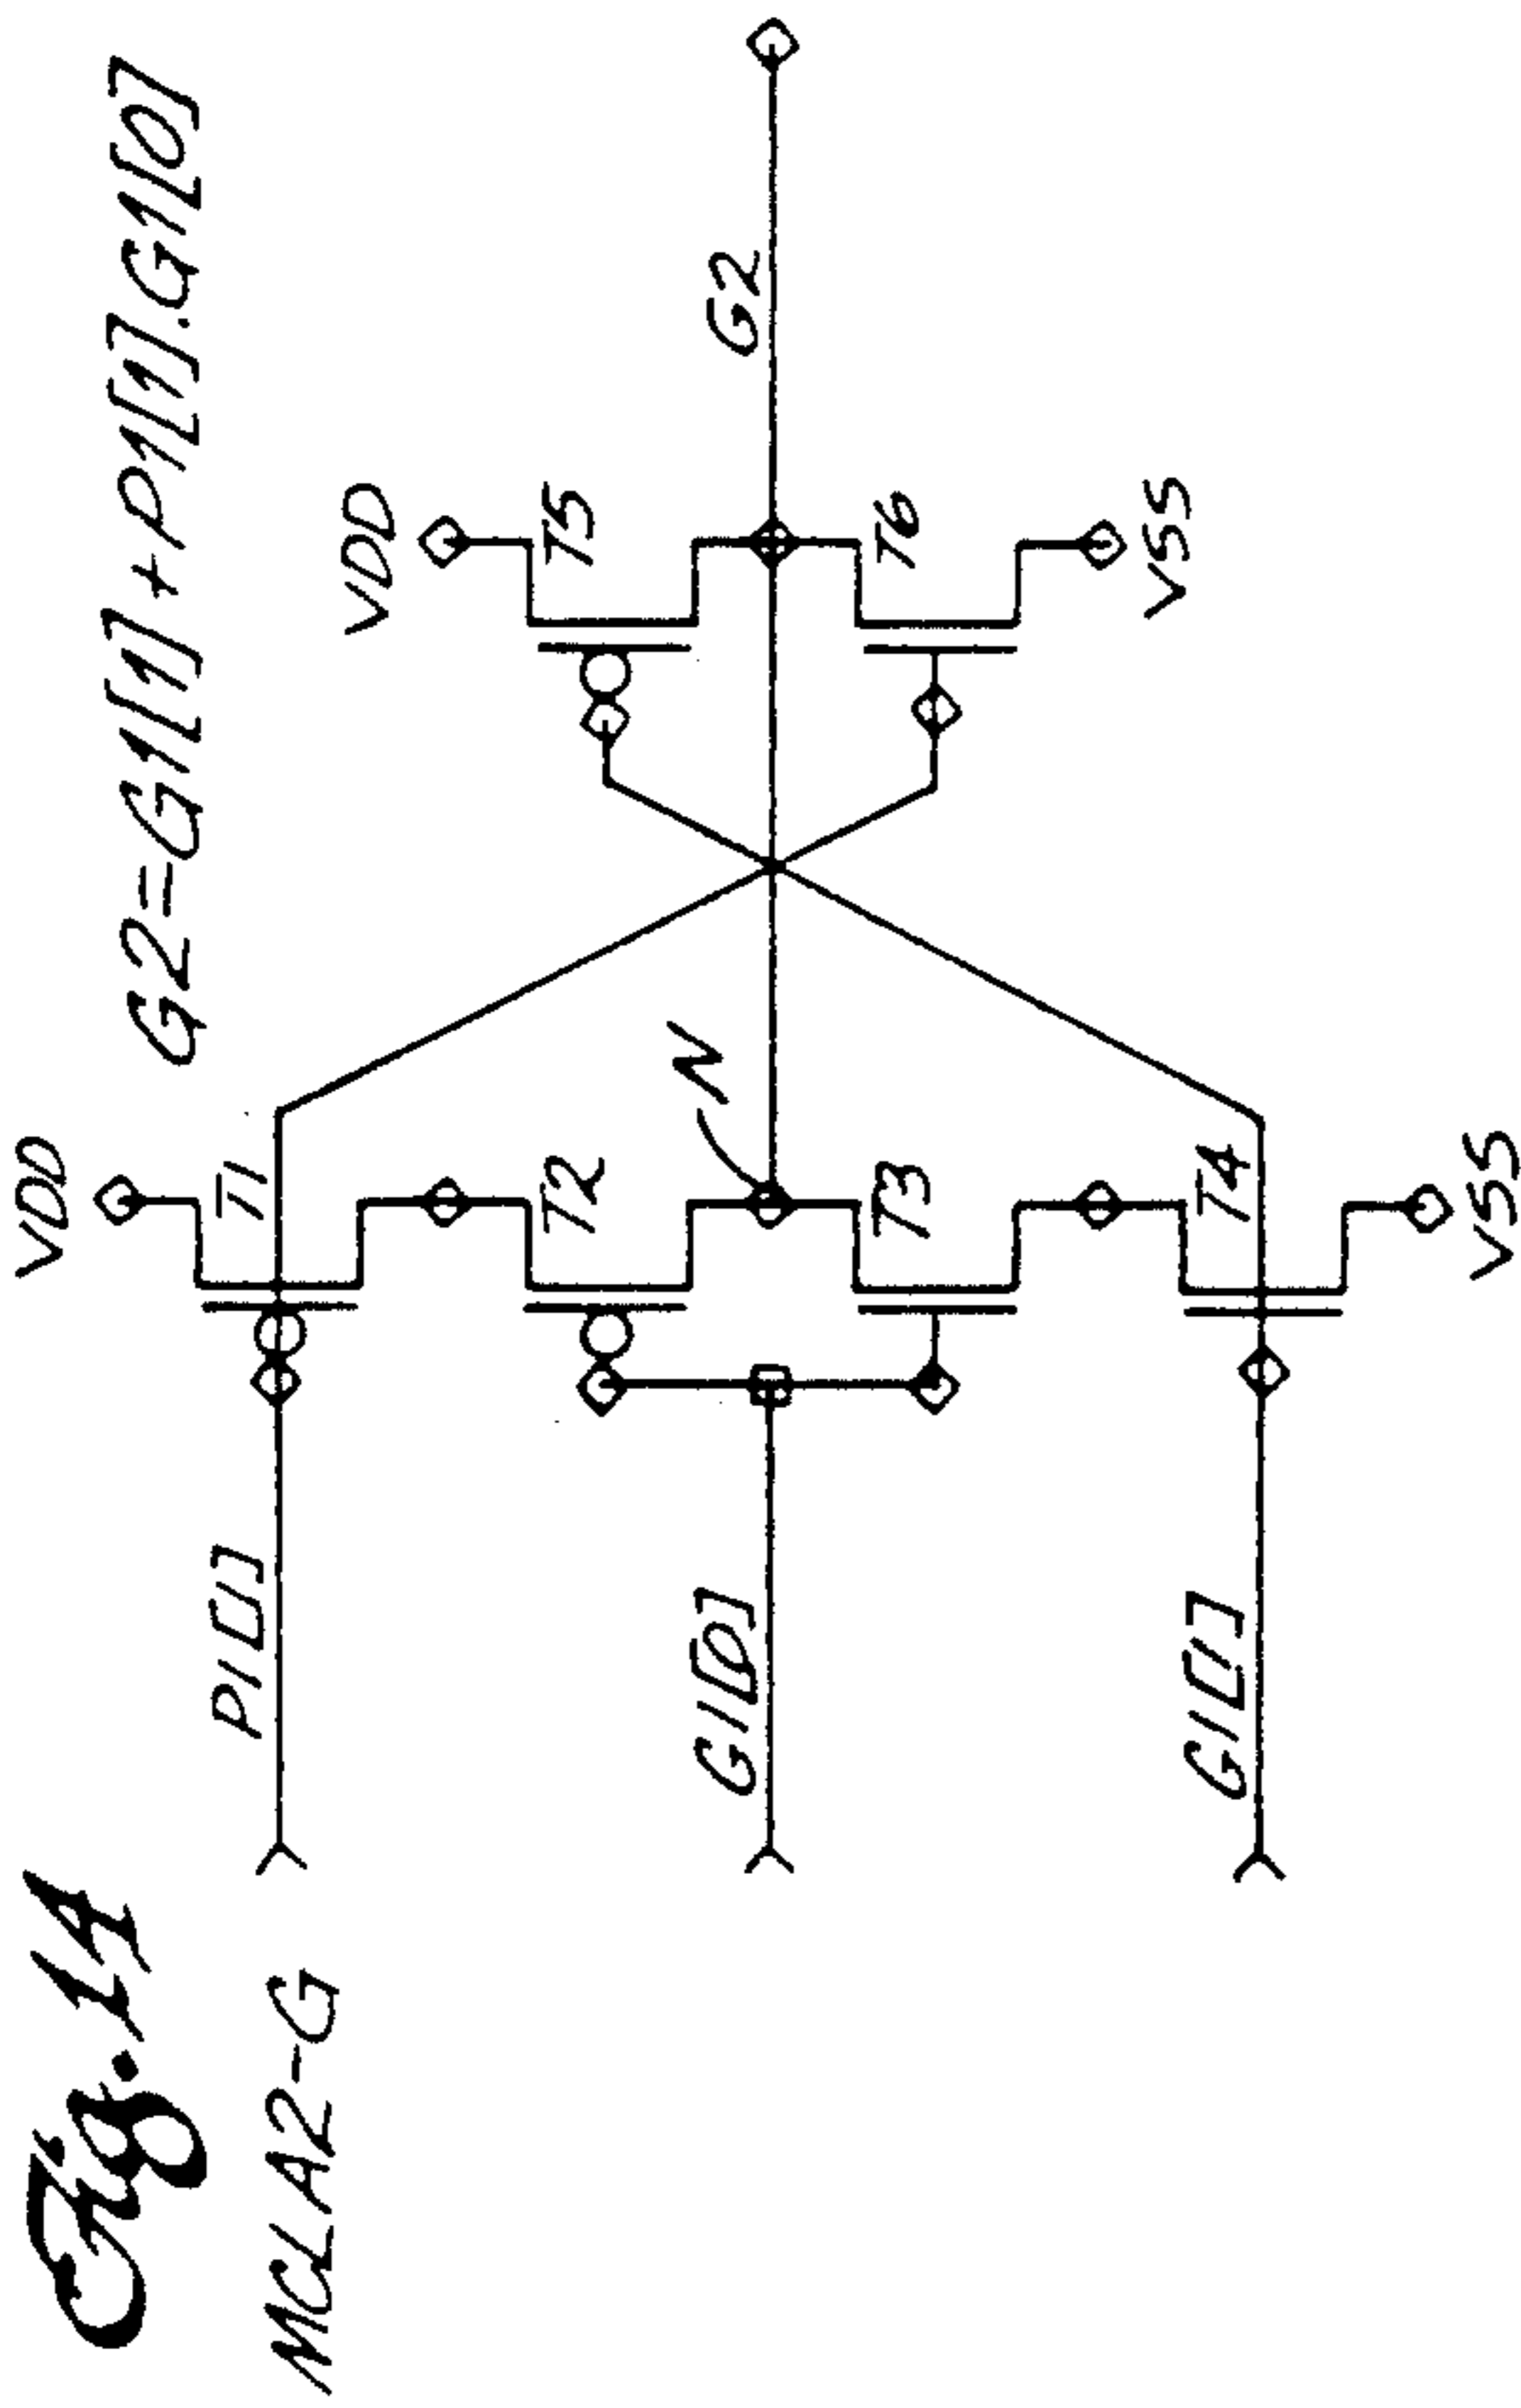 Fig. 14
MCLA2-G
G2=G1[1]+P1[1].G1[0]
VDD
P1[1]
T1
VDD
T2
T5
N
G2
G1[0]
T3
T6
G1[1]
T4
VSS
VSS